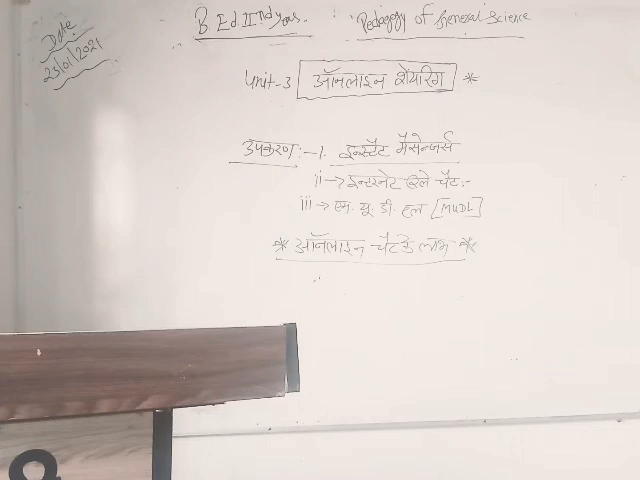 Date
23/01/2021
B Ed IInd year. Pedagogy of General Science
Unit-3 ऑनलाइन शेयरिंग *
उपकरण:-1. इन्स्टैंट मैसेन्जर्स
ii → इन्टरनेट रिले चैट:-
iii → एम. यू. डी. हल [MUDL]
* ऑनलाइन चैट के लाभ *